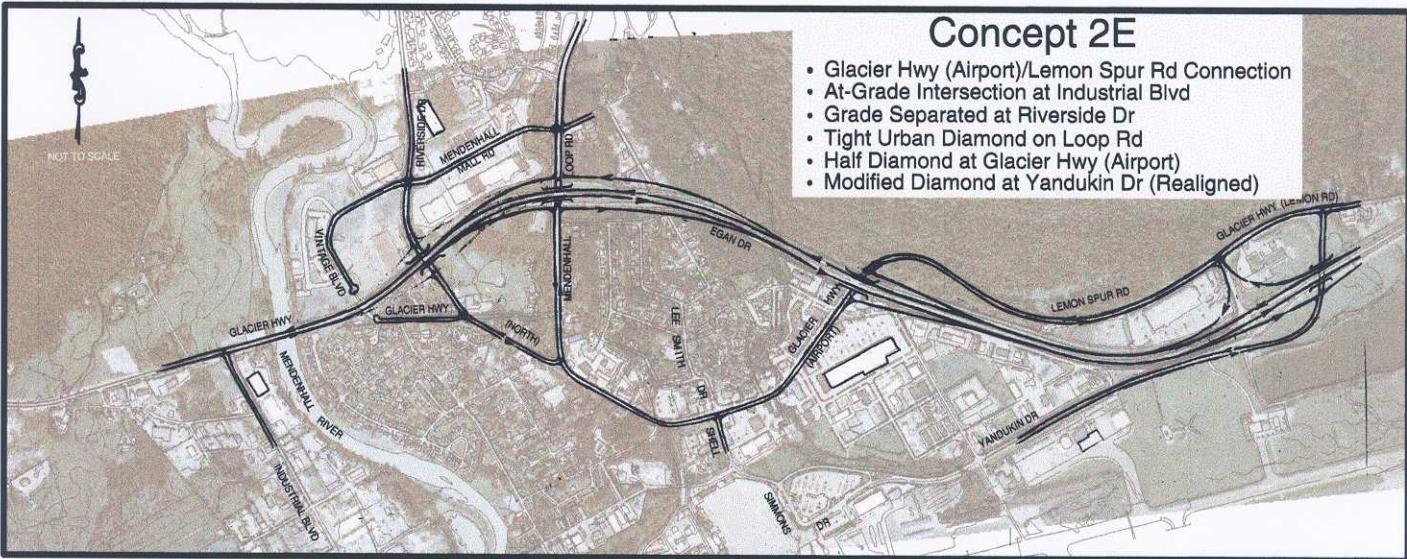 Concept 2E
• Glacier Hwy (Airport)/Lemon Spur Rd Connection
• At-Grade Intersection at Industrial Blvd
• Grade Separated at Riverside Dr
• Tight Urban Diamond on Loop Rd
• Half Diamond at Glacier Hwy (Airport)
• Modified Diamond at Yandukin Dr (Realigned)
NOT TO SCALE
RIVERSIDE DR
MENDENHALL
MALL RD
LOOP RD
MENDENHALL
VINTAGE BLVD
EGAN DR
GLACIER HWY (LEMON RD)
LEMON SPUR RD
GLACIER HWY
GLACIER HWY
(NORTH)
LEE SMITH
DR
GLACIER HWY
(AIRPORT)
MENDENHALL RIVER
INDUSTRIAL BLVD
SHELL
SIMMONS
DR
YANDUKIN DR